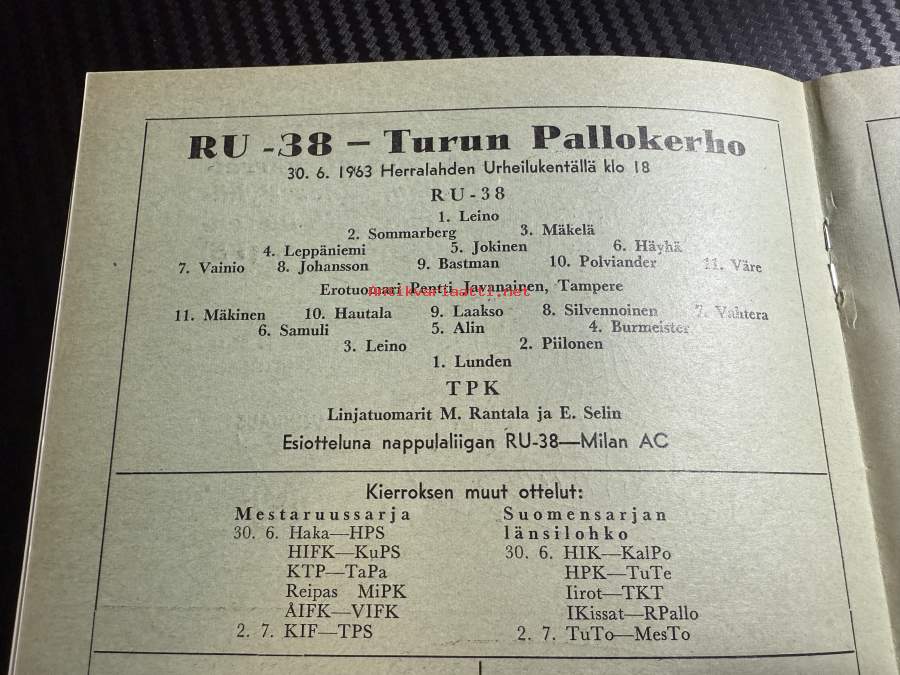 RU -38 – Turun Pallokerho
30. 6. 1963 Herralahden Urheilukentällä klo 18
RU-38
1. Leino
2. Sommarberg 3. Mäkelä
4. Leppäniemi 5. Jokinen 6. Häyhä
7. Vainio 8. Johansson 9. Bastman 10. Polviander 11. Väre
Erotuomari Pentti Javanainen, Tampere
Antikvariaatti.net
11. Mäkinen 10. Hautala 9. Laakso 8. Silvennoinen 7. Vahtera
6. Samuli 5. Alin 4. Burmeister
3. Leino 2. Piilonen
1. Lunden
TPK
Linjatuomarit M. Rantala ja E. Selin
Esiotteluna nappulaliigan RU-38—Milan AC
Kierroksen muut ottelut:
Mestaruussarja
30. 6. Haka—HPS
HIFK—KuPS
KTP—TaPa
Reipas MiPK
ÅIFK—VIFK
2. 7. KIF—TPS
Suomensarjan
länsilohko
30. 6. HIK—KalPo
HPK—TuTe
Iirot—TKT
IKissat—RPallo
2. 7. TuTo—MesTo